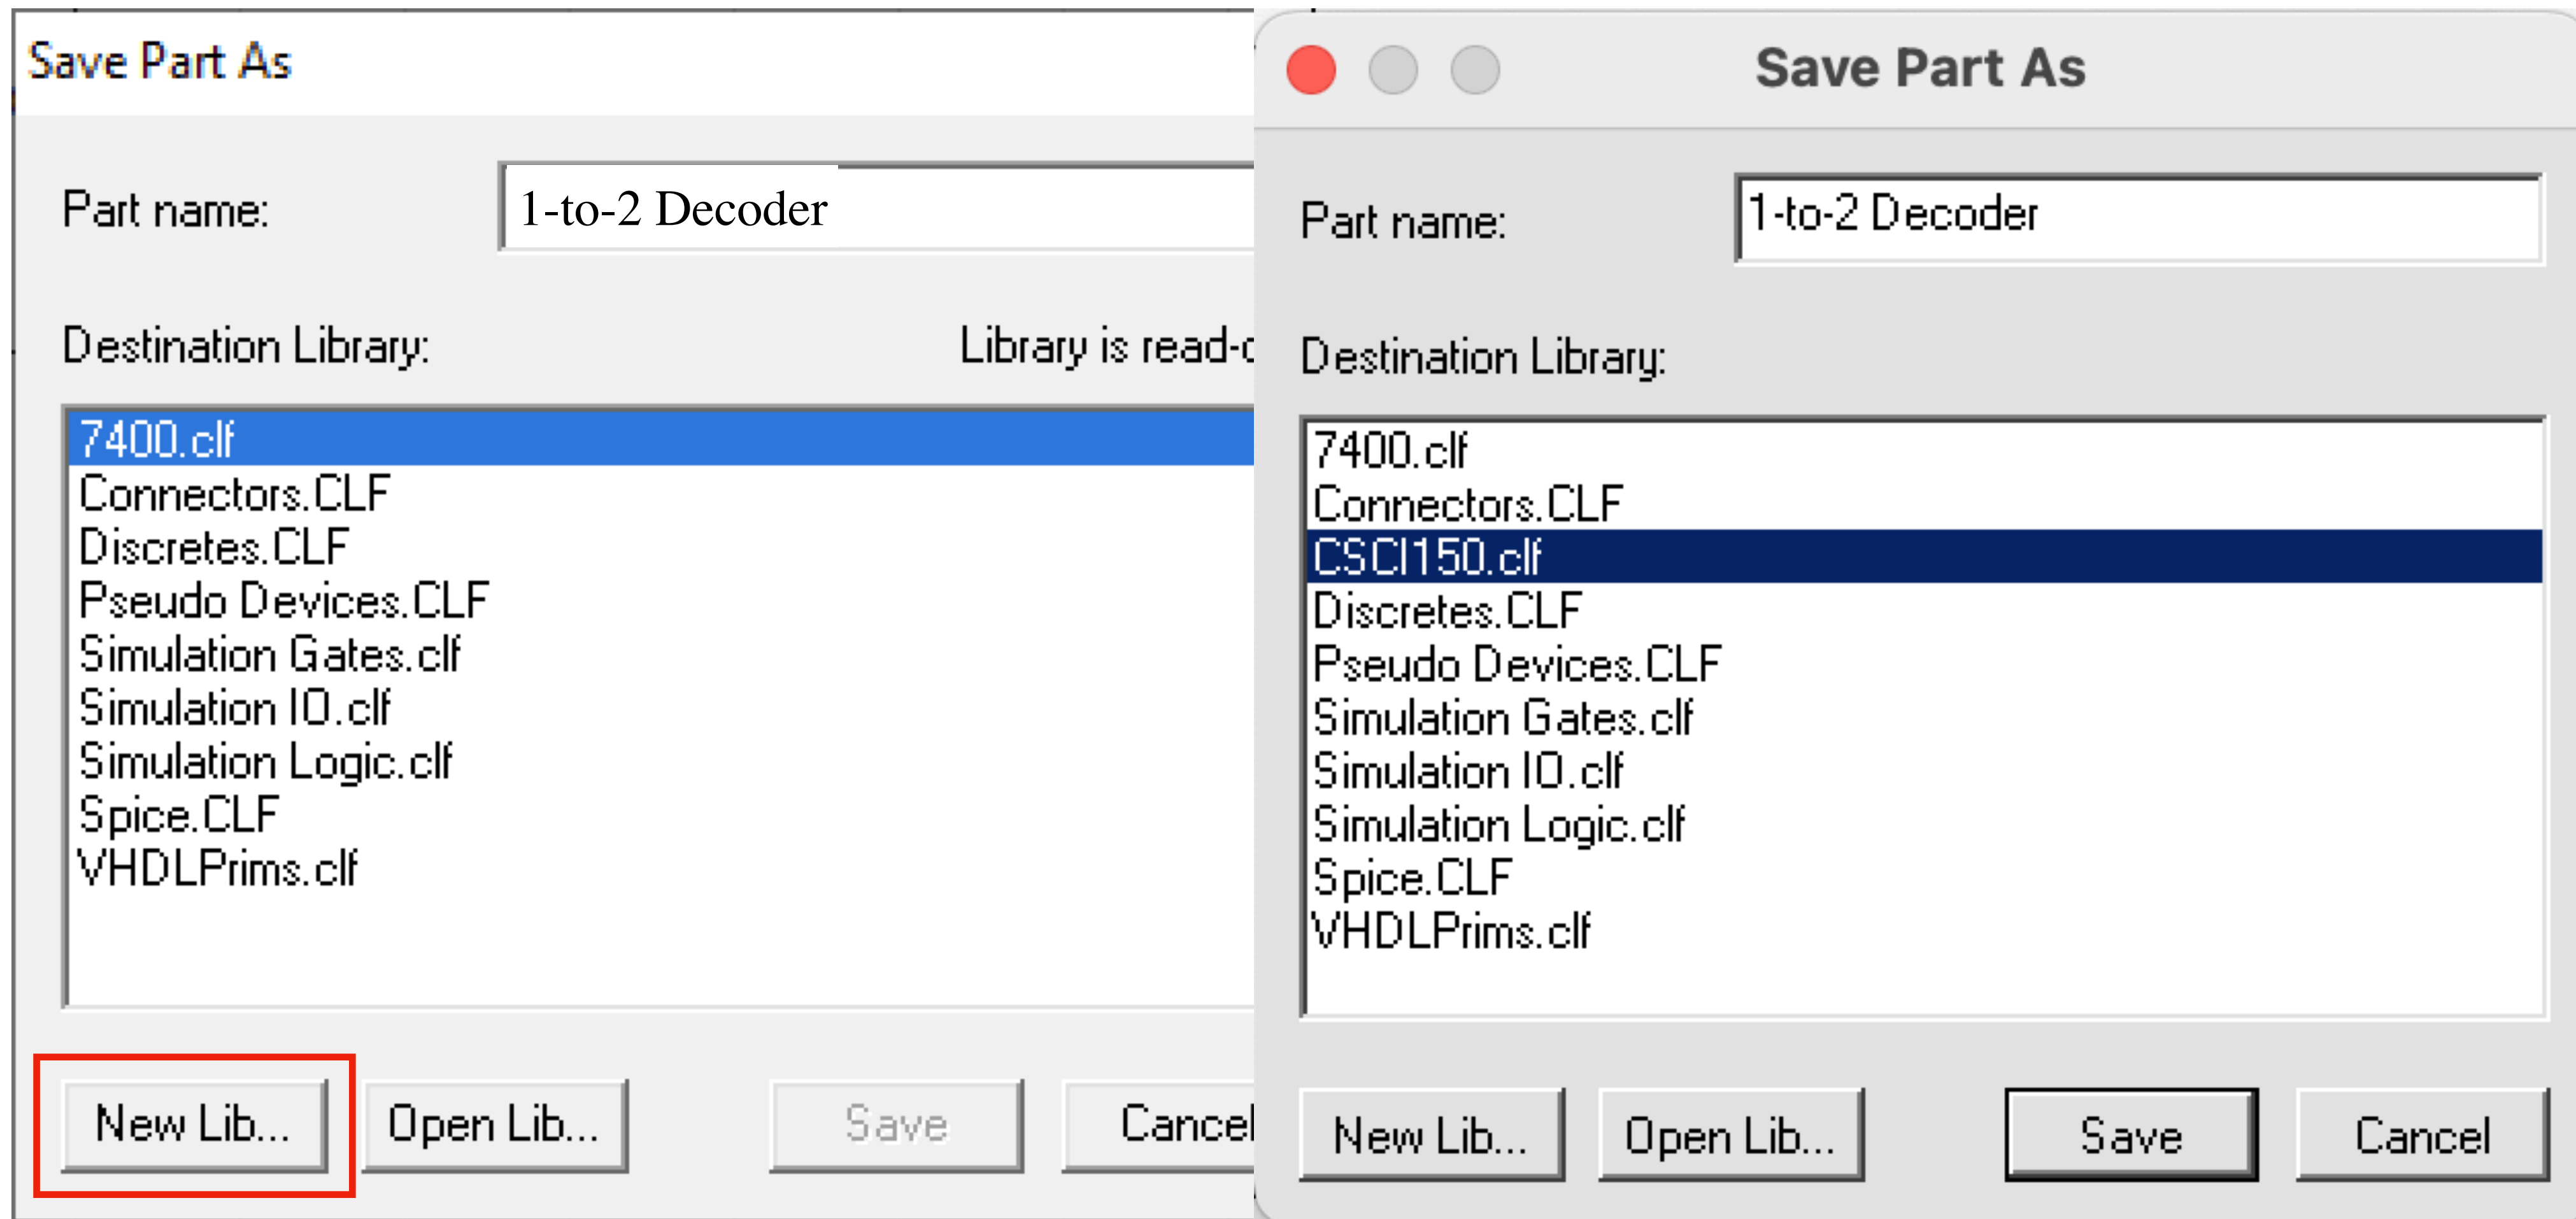 Save Part As
Part name: 1-to-2 Decoder
Destination Library: Library is read-
7400.clf
Connectors.CLF
Discretes.CLF
Pseudo Devices.CLF
Simulation Gates.clf
Simulation IO.clf
Simulation Logic.clf
Spice.CLF
VHDLPrims.clf
New Lib... Open Lib... Save Cancel
Save Part As
Part name: 1-to-2 Decoder
Destination Library:
7400.clf
Connectors.CLF
CSCI150.clf
Discretes.CLF
Pseudo Devices.CLF
Simulation Gates.clf
Simulation IO.clf
Simulation Logic.clf
Spice.CLF
VHDLPrims.clf
New Lib... Open Lib... Save Cancel